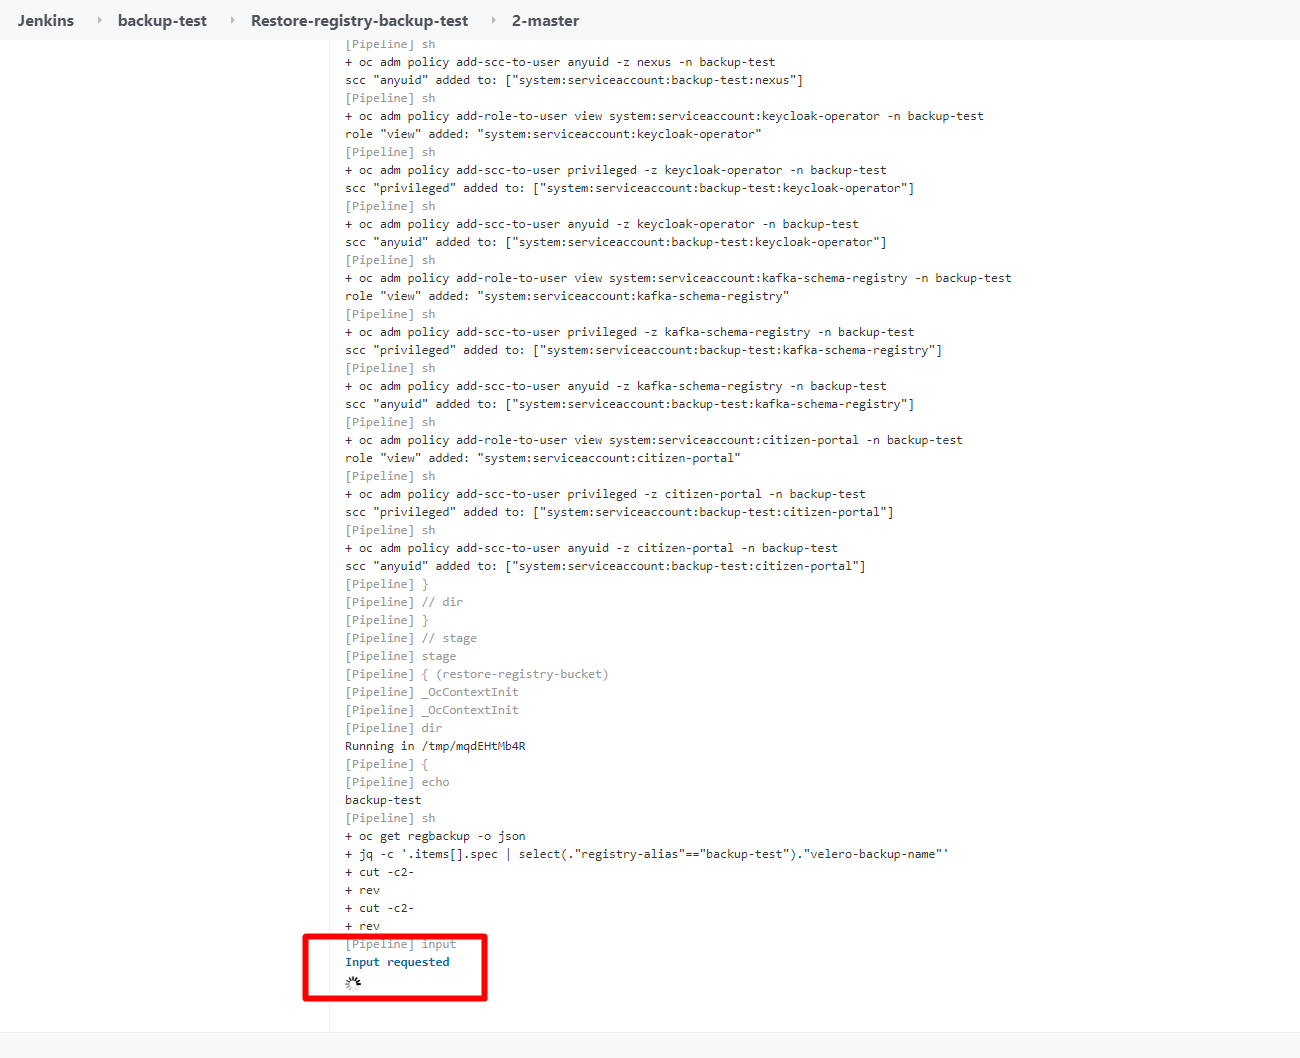 Jenkins backup-test Restore-registry-backup-test 2-master
[Pipeline] sh
+ oc adm policy add-scc-to-user anyuid -z nexus -n backup-test
scc "anyuid" added to: ["system:serviceaccount:backup-test:nexus"]
[Pipeline] sh
+ oc adm policy add-role-to-user view system:serviceaccount:keycloak-operator -n backup-test
role "view" added: "system:serviceaccount:keycloak-operator"
[Pipeline] sh
+ oc adm policy add-scc-to-user privileged -z keycloak-operator -n backup-test
scc "privileged" added to: ["system:serviceaccount:backup-test:keycloak-operator"]
[Pipeline] sh
+ oc adm policy add-scc-to-user anyuid -z keycloak-operator -n backup-test
scc "anyuid" added to: ["system:serviceaccount:backup-test:keycloak-operator"]
[Pipeline] sh
+ oc adm policy add-role-to-user view system:serviceaccount:kafka-schema-registry -n backup-test
role "view" added: "system:serviceaccount:kafka-schema-registry"
[Pipeline] sh
+ oc adm policy add-scc-to-user privileged -z kafka-schema-registry -n backup-test
scc "privileged" added to: ["system:serviceaccount:backup-test:kafka-schema-registry"]
[Pipeline] sh
+ oc adm policy add-scc-to-user anyuid -z kafka-schema-registry -n backup-test
scc "anyuid" added to: ["system:serviceaccount:backup-test:kafka-schema-registry"]
[Pipeline] sh
+ oc adm policy add-role-to-user view system:serviceaccount:citizen-portal -n backup-test
role "view" added: "system:serviceaccount:citizen-portal"
[Pipeline] sh
+ oc adm policy add-scc-to-user privileged -z citizen-portal -n backup-test
scc "privileged" added to: ["system:serviceaccount:backup-test:citizen-portal"]
[Pipeline] sh
+ oc adm policy add-scc-to-user anyuid -z citizen-portal -n backup-test
scc "anyuid" added to: ["system:serviceaccount:backup-test:citizen-portal"]
[Pipeline] }
[Pipeline] // dir
[Pipeline] }
[Pipeline] // stage
[Pipeline] stage
[Pipeline] { (restore-registry-bucket)
[Pipeline] _OcContextInit
[Pipeline] _OcContextInit
[Pipeline] dir
Running in /tmp/mqdEHtMb4R
[Pipeline] {
[Pipeline] echo
backup-test
[Pipeline] sh
+ oc get regbackup -o json
+ jq -c '.items[].spec | select(."registry-alias"=="backup-test")."velero-backup-name"'
+ cut -c2-
+ rev
+ cut -c2-
+ rev
[Pipeline] input
Input requested